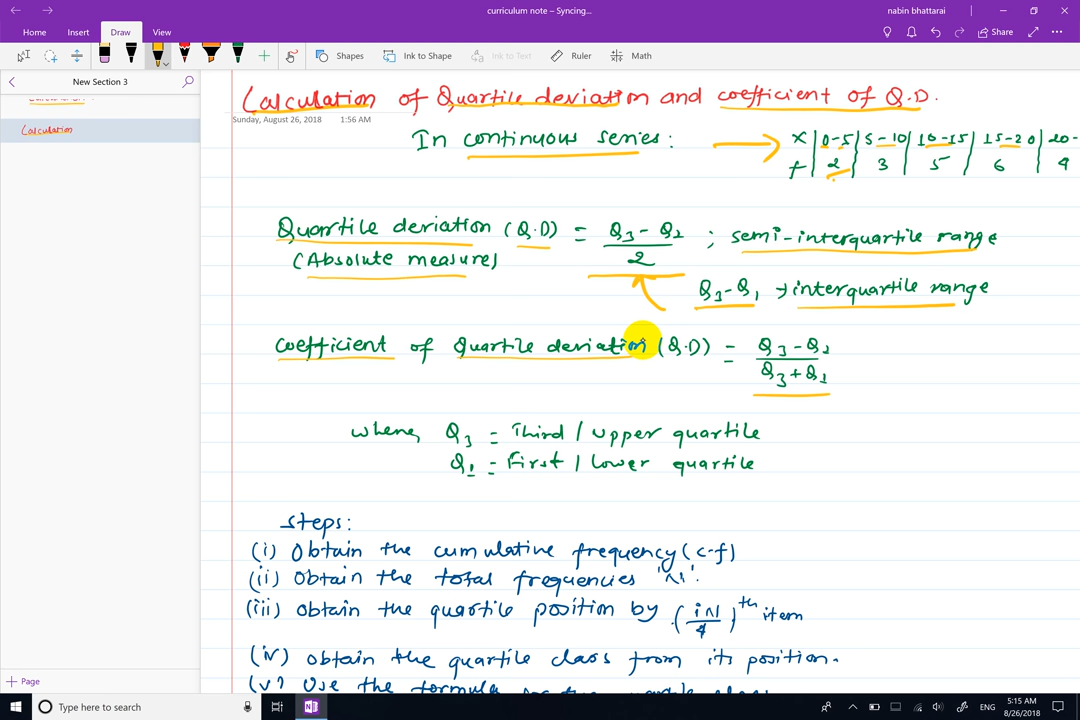 curriculum note – Syncing...
nabin bhattarai
Home Insert Draw View
Share
Shapes Ink to Shape Ink to Text Ruler Math
New Section 3
Calculation
+ Page
Calculation of Quartile deviation and coefficient of Q.D.
Sunday, August 26, 2018 1:56 AM
In continuous series:
x | 0-5 | 5-10 | 10-15 | 15-20 | 20-
f | 2 | 3 | 5 | 6 | 4
Quartile deviation (Q.D) = Q3 - Q2 / 2 ; semi-interquartile range
(Absolute measure)
Q3 - Q1 → interquartile range
coefficient of Quartile deviation (Q.D) = Q3 - Q2 / Q3 + Q1
where, Q3 = Third / upper quartile
Q1 = First / lower quartile
steps:
(i) Obtain the cumulative frequency (c.f)
(ii) Obtain the total frequencies 'N'.
(iii) obtain the quartile position by (iN/4)th item
(iv) obtain the quartile class from its position.
(v) Use the formula
Type here to search
ENG
5:15 AM
8/26/2018